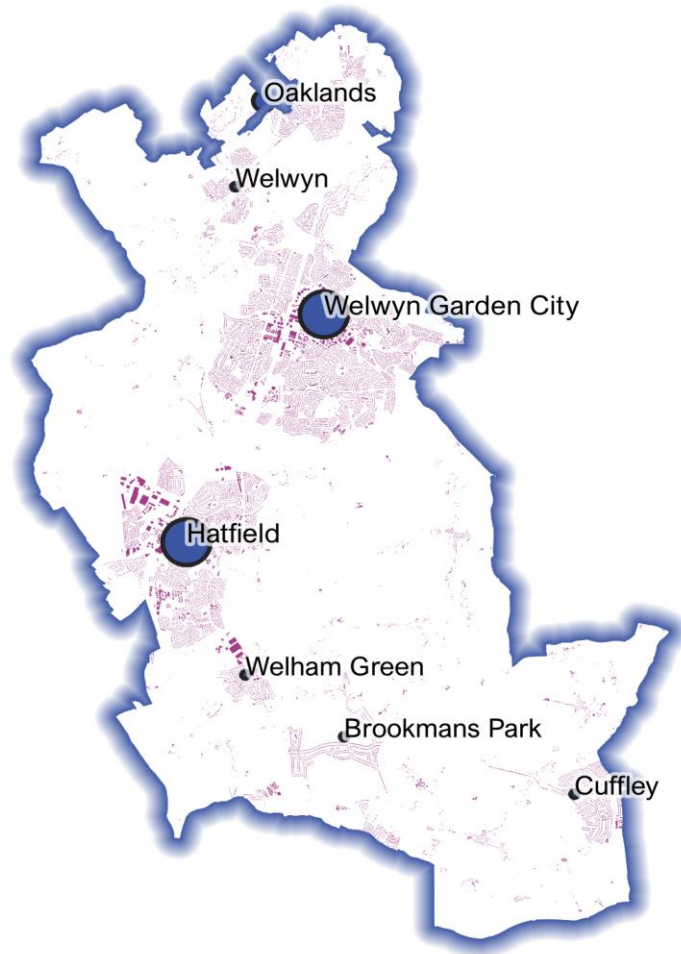 Oaklands
Welwyn
Welwyn Garden City
Hatfield
Welham Green
Brookmans Park
Cuffley